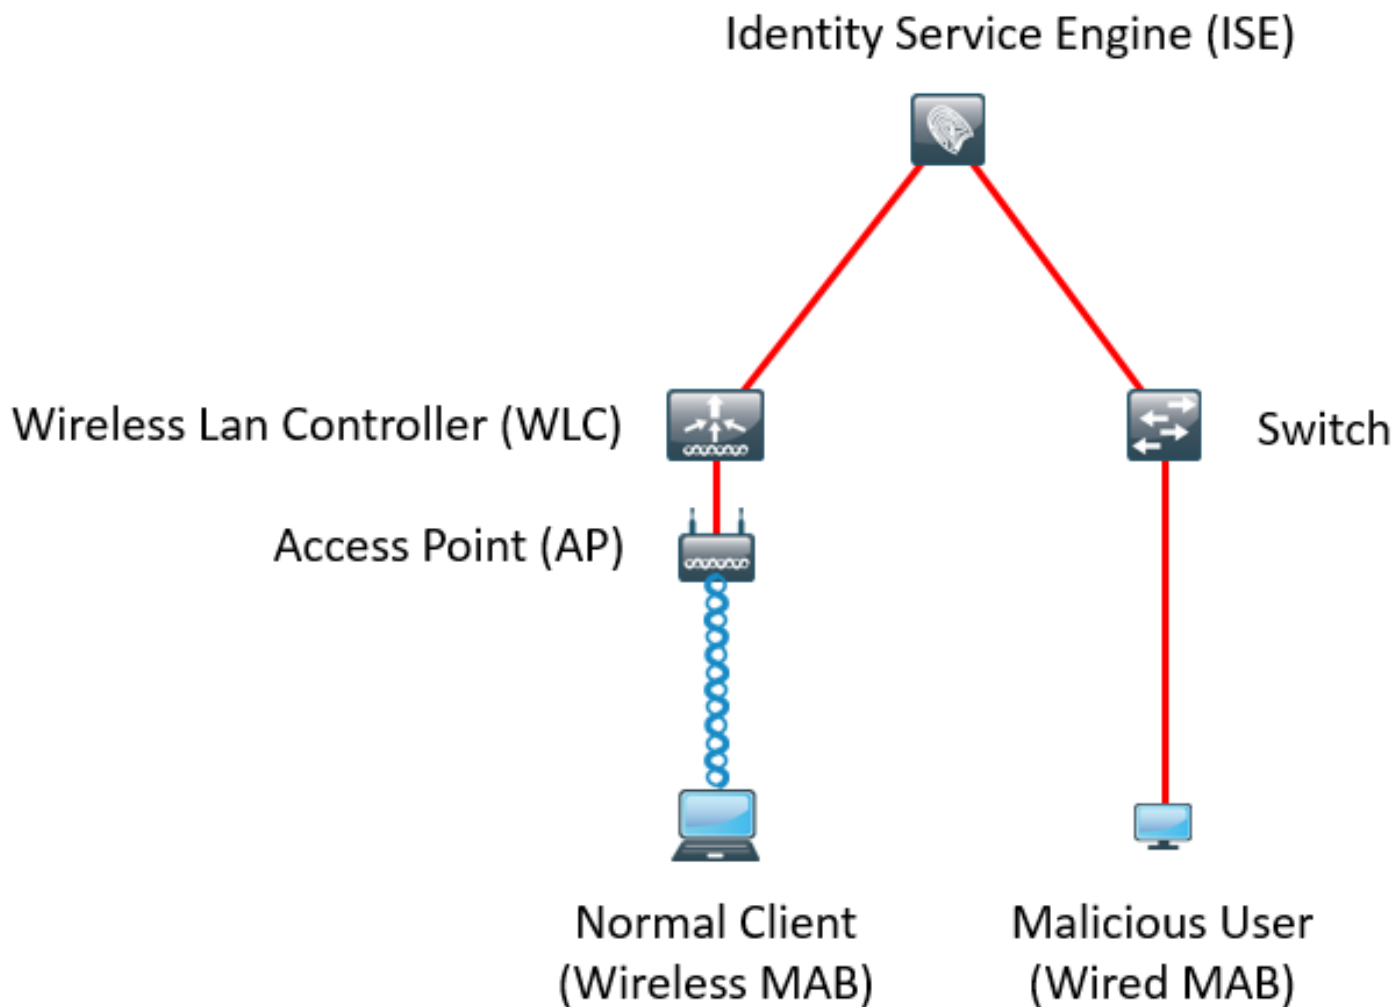 Identity Service Engine (ISE)
Wireless Lan Controller (WLC)
Switch
Access Point (AP)
Normal Client
(Wireless MAB)
Malicious User
(Wired MAB)